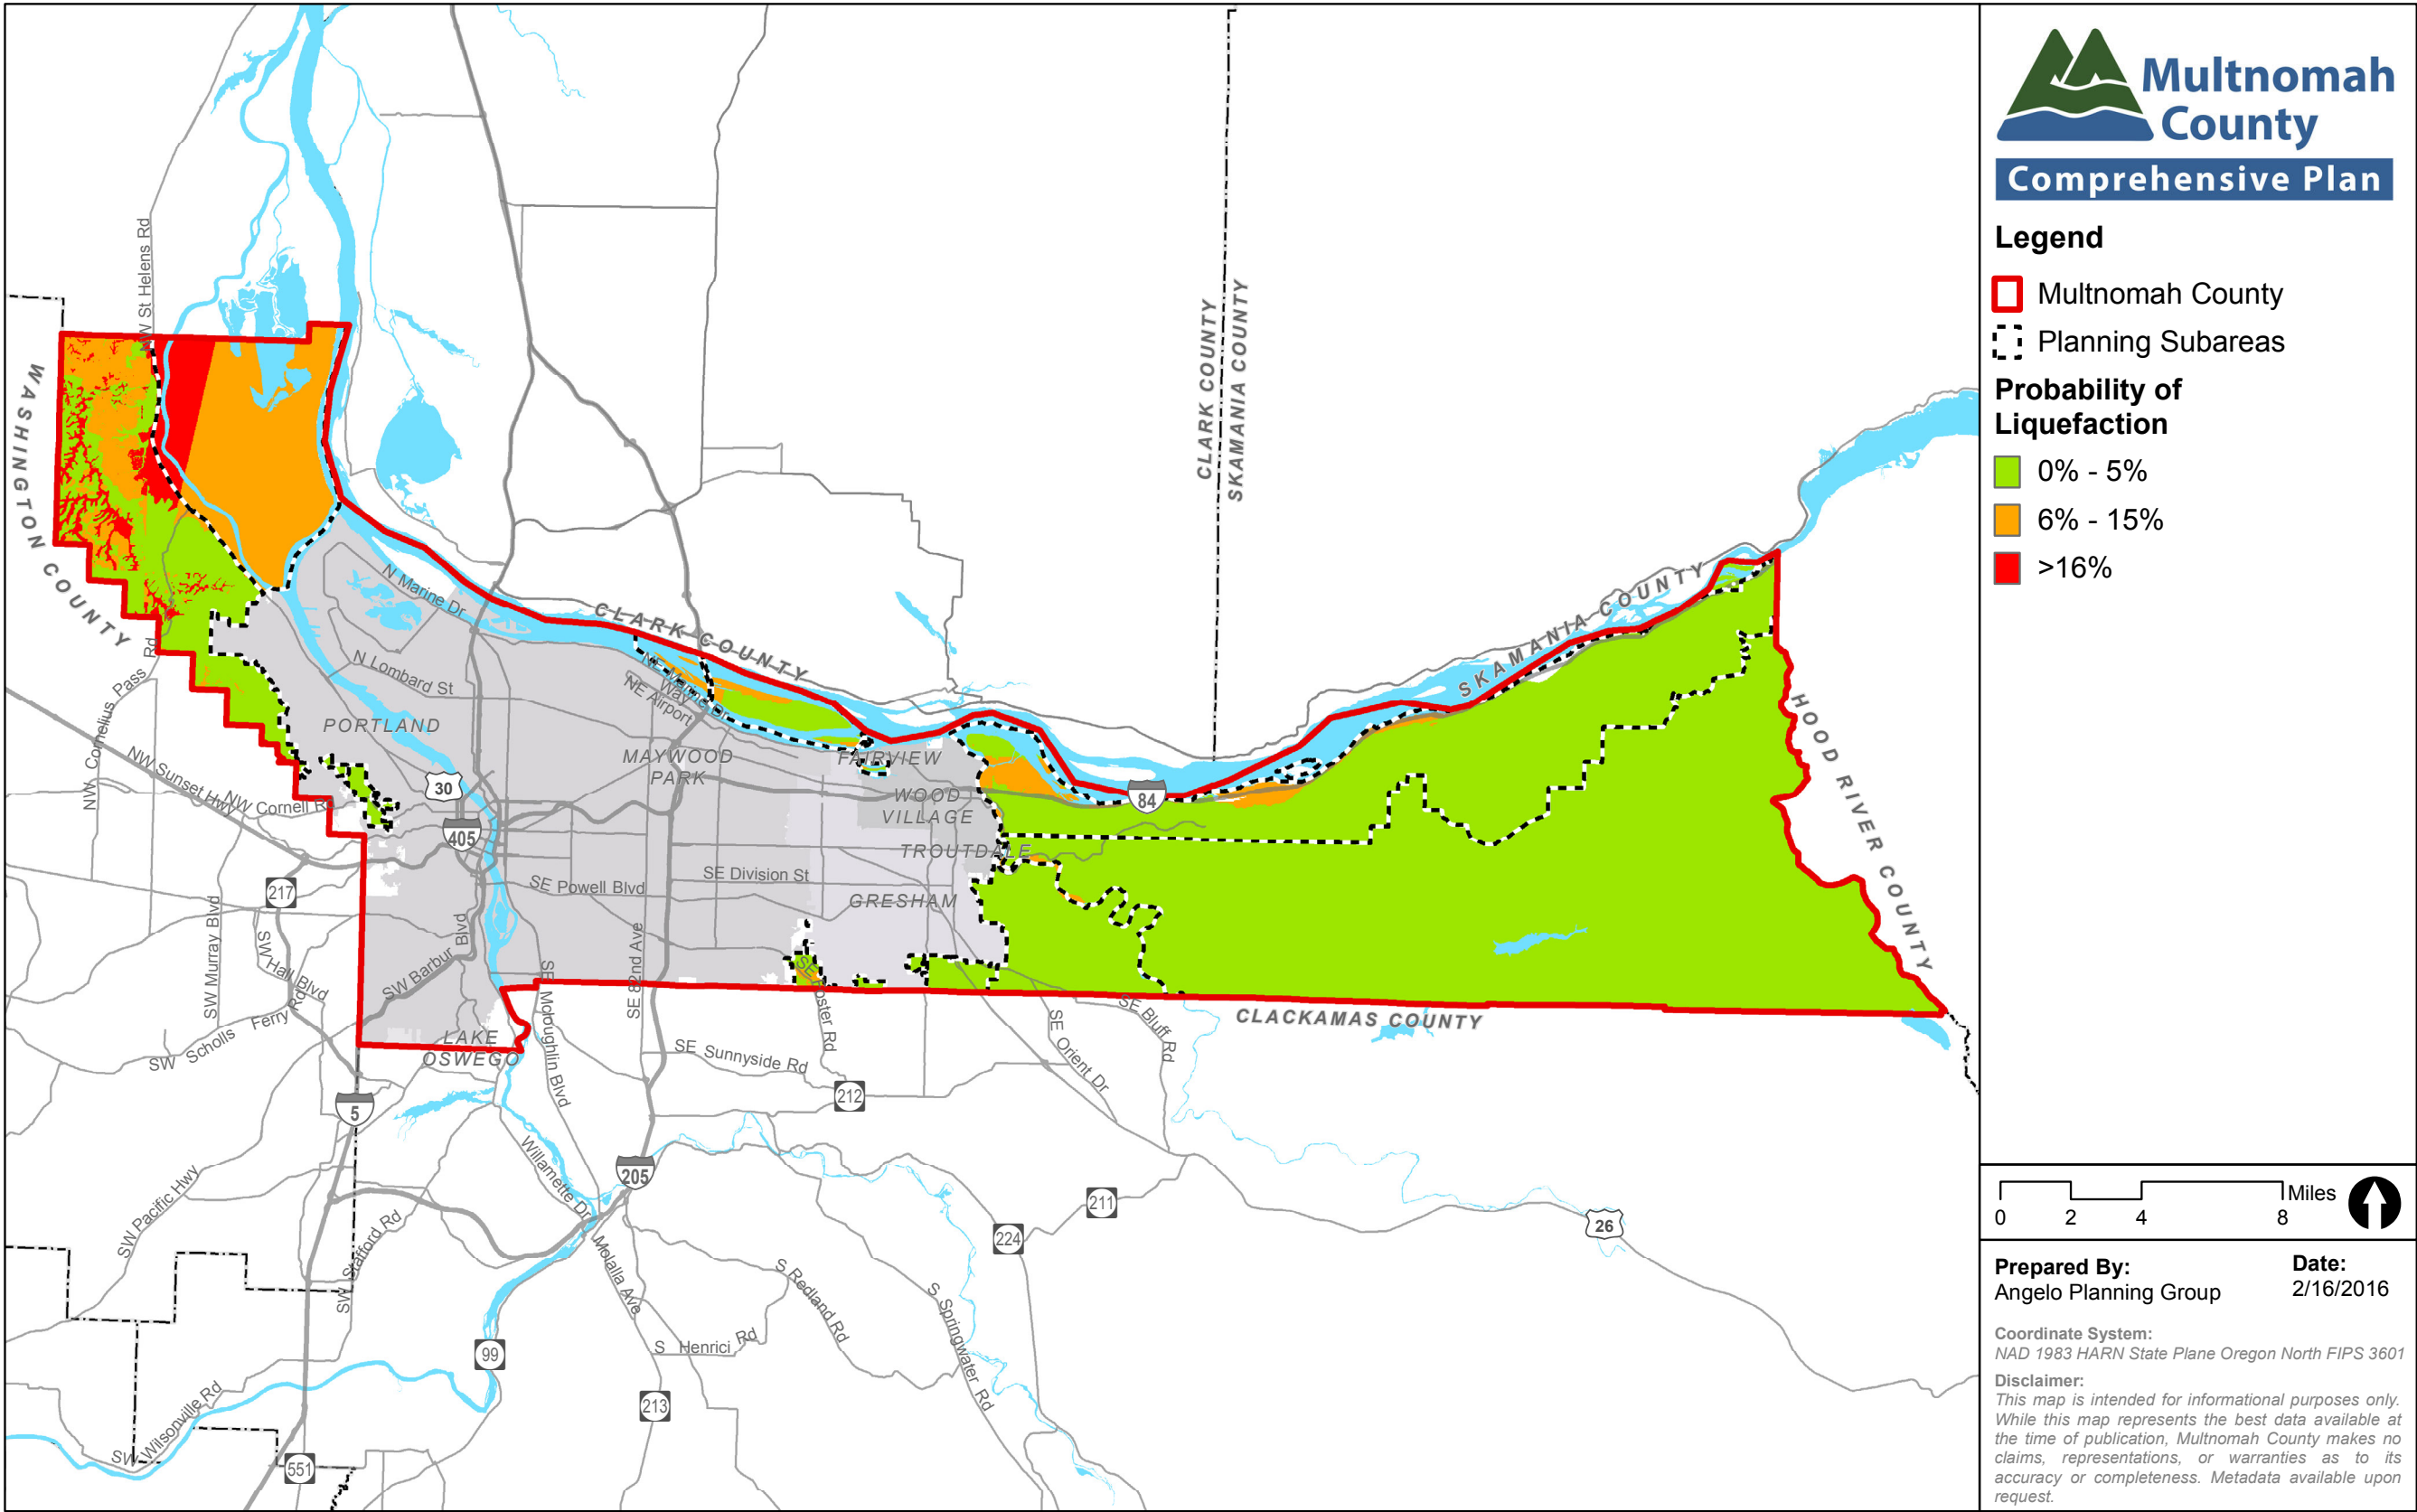 Multnomah
County
Comprehensive Plan
Legend
Multnomah County
Planning Subareas
Probability of
Liquefaction
0% - 5%
6% - 15%
>16%
Miles
0 2 4 8
Prepared By:
Angelo Planning Group
Date:
2/16/2016
Coordinate System:
NAD 1983 HARN State Plane Oregon North FIPS 3601
Disclaimer:
This map is intended for informational purposes only.
While this map represents the best data available at
the time of publication, Multnomah County makes no
claims, representations, or warranties as to its
accuracy or completeness. Metadata available upon
request.
NW St Helens Rd
WASHINGTON COUNTY
CLARK COUNTY
SKAMANIA COUNTY
N Marine Dr
CLARK COUNTY
SKAMANIA COUNTY
HOOD RIVER COUNTY
N Lombard St
NE Marine Dr
NE Airport Way
NW Cornelius Pass Rd
PORTLAND
MAYWOOD
PARK
FAIRVIEW
WOOD
VILLAGE
NW Sunset Hwy
NW Cornell Rd
30
84
405
TROUTDALE
217
SE Powell Blvd
SE Division St
GRESHAM
SW Murray Blvd
SW Hall Blvd
SW Barbur Blvd
SE 82nd Ave
SE Foster Rd
SW Scholls Ferry Rd
LAKE
OSWEGO
SE Mcloughlin Blvd
SE Sunnyside Rd
SE Orient Dr
SE Bluff Rd
CLACKAMAS COUNTY
5
212
Willamette Dr
205
SW Pacific Hwy
SW Stafford Rd
211
224
26
Molalla Ave
S Redland Rd
S Springwater Rd
S Henrici Rd
99
213
SW Wilsonville Rd
551